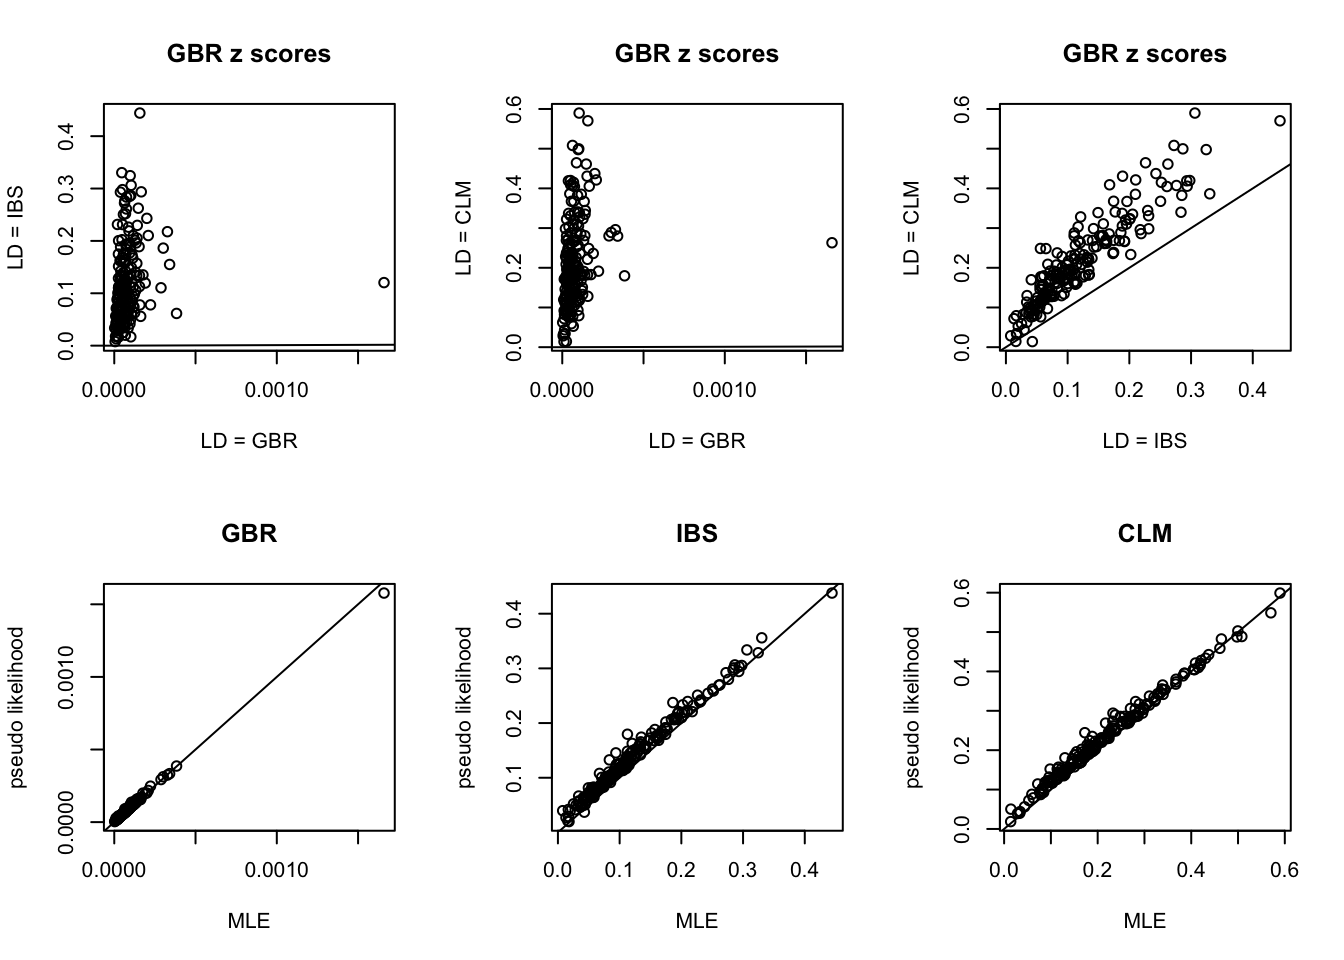 GBR z scores
LD = IBS
0.0 0.1 0.2 0.3 0.4
0.0000 0.0010
LD = GBR
GBR z scores
LD = CLM
0.0 0.2 0.4 0.6
0.0000 0.0010
LD = GBR
GBR z scores
LD = CLM
0.0 0.2 0.4 0.6
0.0 0.1 0.2 0.3 0.4
LD = IBS
GBR
pseudo likelihood
0.0000 0.0010
0.0000 0.0010
MLE
IBS
pseudo likelihood
0.1 0.2 0.3 0.4
0.0 0.1 0.2 0.3 0.4
MLE
CLM
pseudo likelihood
0.0 0.2 0.4 0.6
0.0 0.2 0.4 0.6
MLE